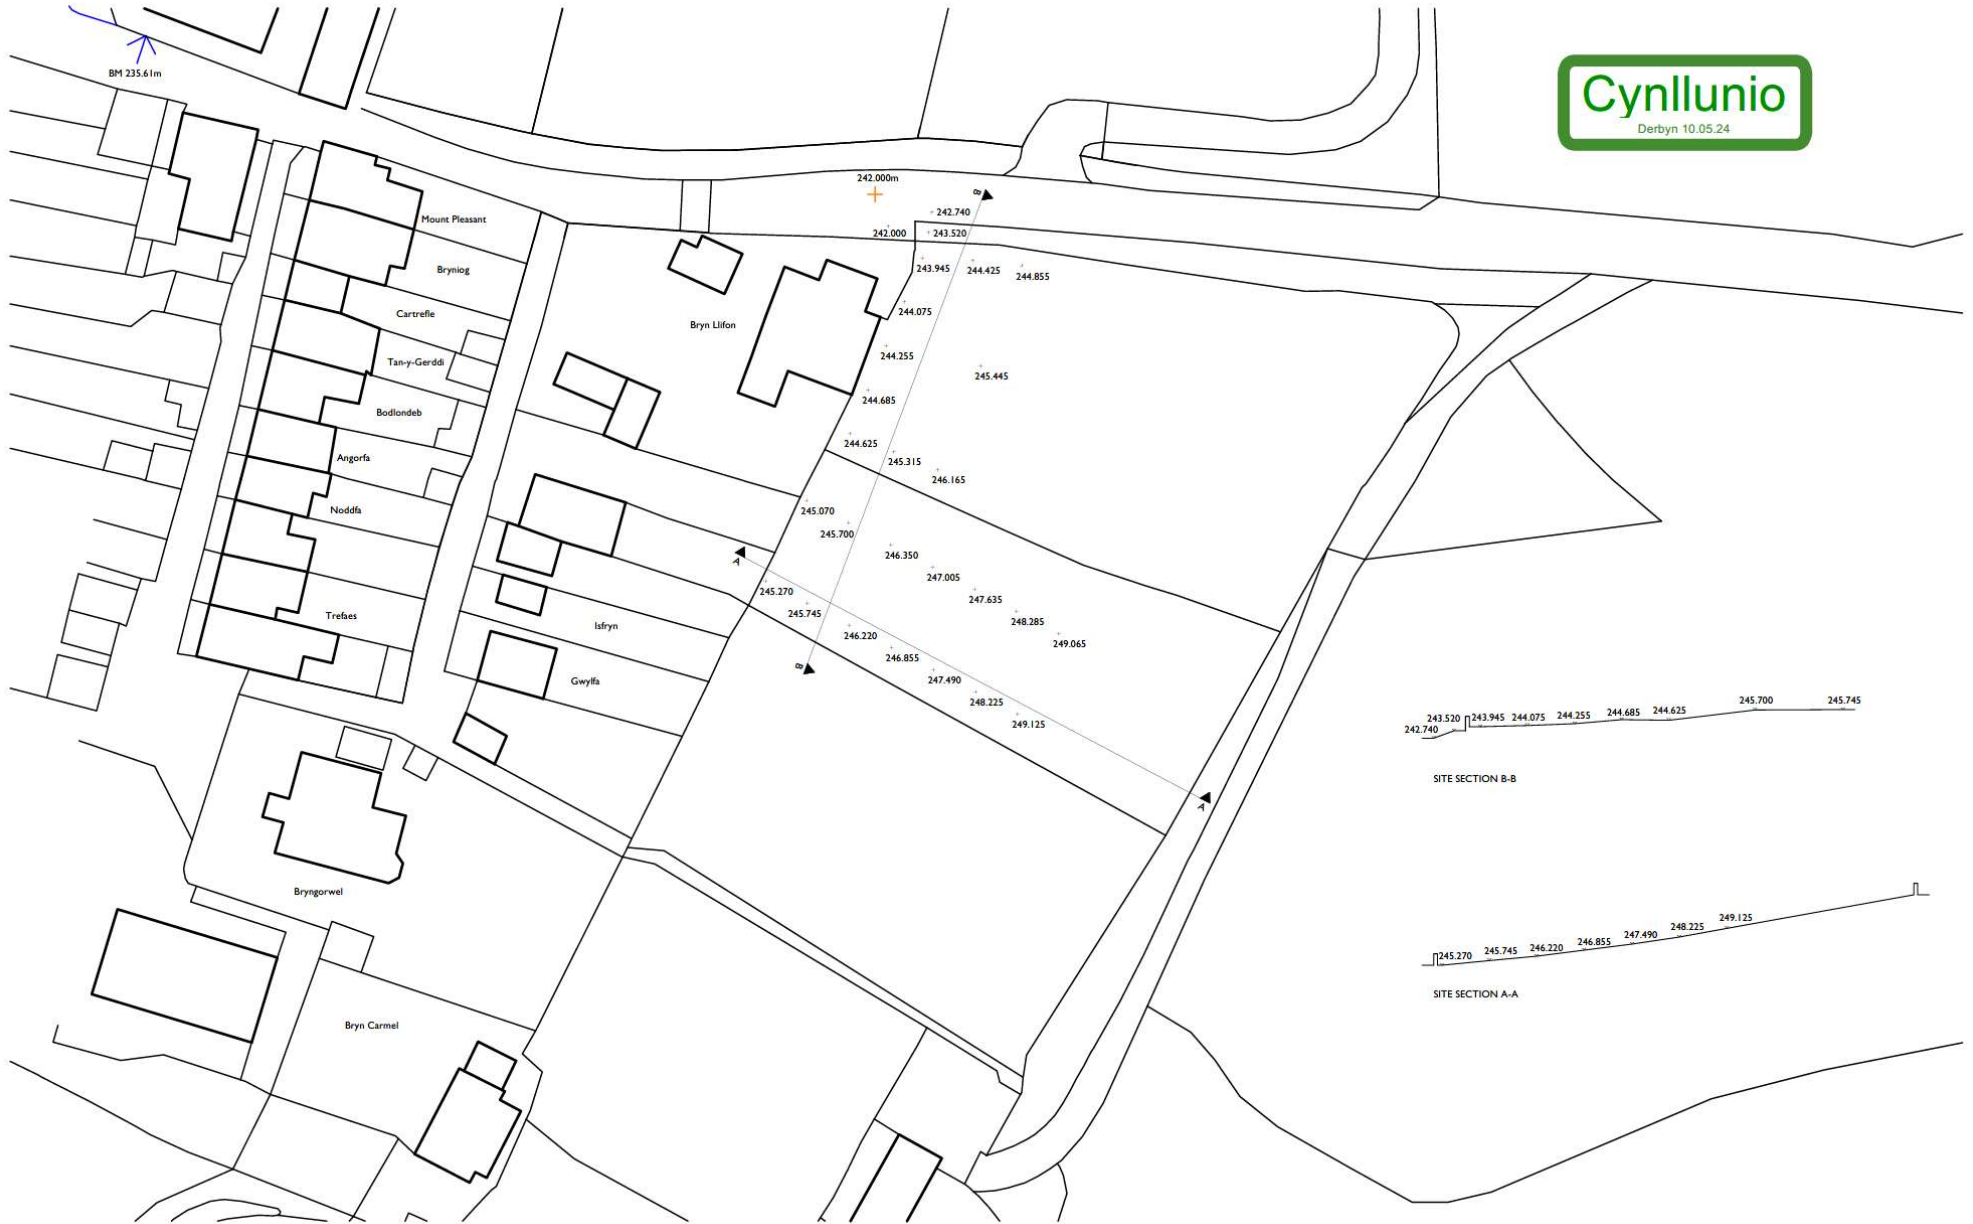 BM 235.61m
Cynllunio
Derbyn 10.05.24
242.000m
B
242.740
242.000
243.520
Mount Pleasant
Bryniog
243.945
244.425
244.855
Cartrefle
244.075
Bryn Llifon
244.255
Tan-y-Gerddi
245.445
244.685
Bodlondeb
244.625
Angorfa
245.315
246.165
Noddfa
245.070
245.700
246.350
A
247.005
245.270
247.635
245.745
248.285
Trefaes
Isfryn
246.220
249.065
246.855
B
Gwylfa
247.490
248.225
249.125
A
243.520
243.945
244.075
244.255
244.685
244.625
245.700
245.745
242.740
SITE SECTION B-B
Bryngorwel
245.270
245.745
246.220
246.855
247.490
248.225
249.125
SITE SECTION A-A
Bryn Carmel